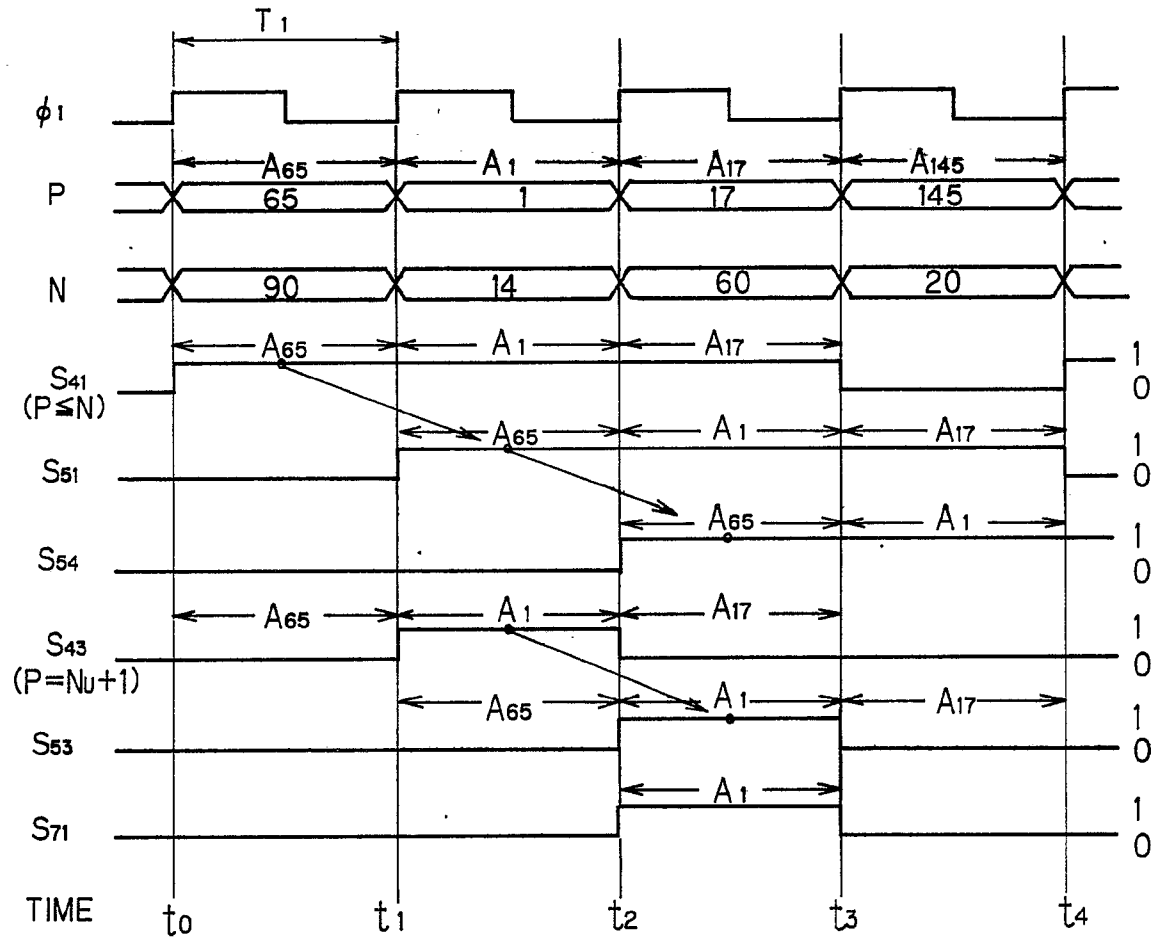 T1
φ1
A65 A1 A17 A145
P 65 1 17 145
N 90 14 60 20
A65 A1 A17
S41 1
(P≦N) 0
A65 A1 A17
S51 1
0
A65 A1
S54 1
0
A65 A1 A17
S43 1
(P=Nu+1) 0
A65 A1 A17
S53 1
0
A1
S71 1
0
TIME t0 t1 t2 t3 t4